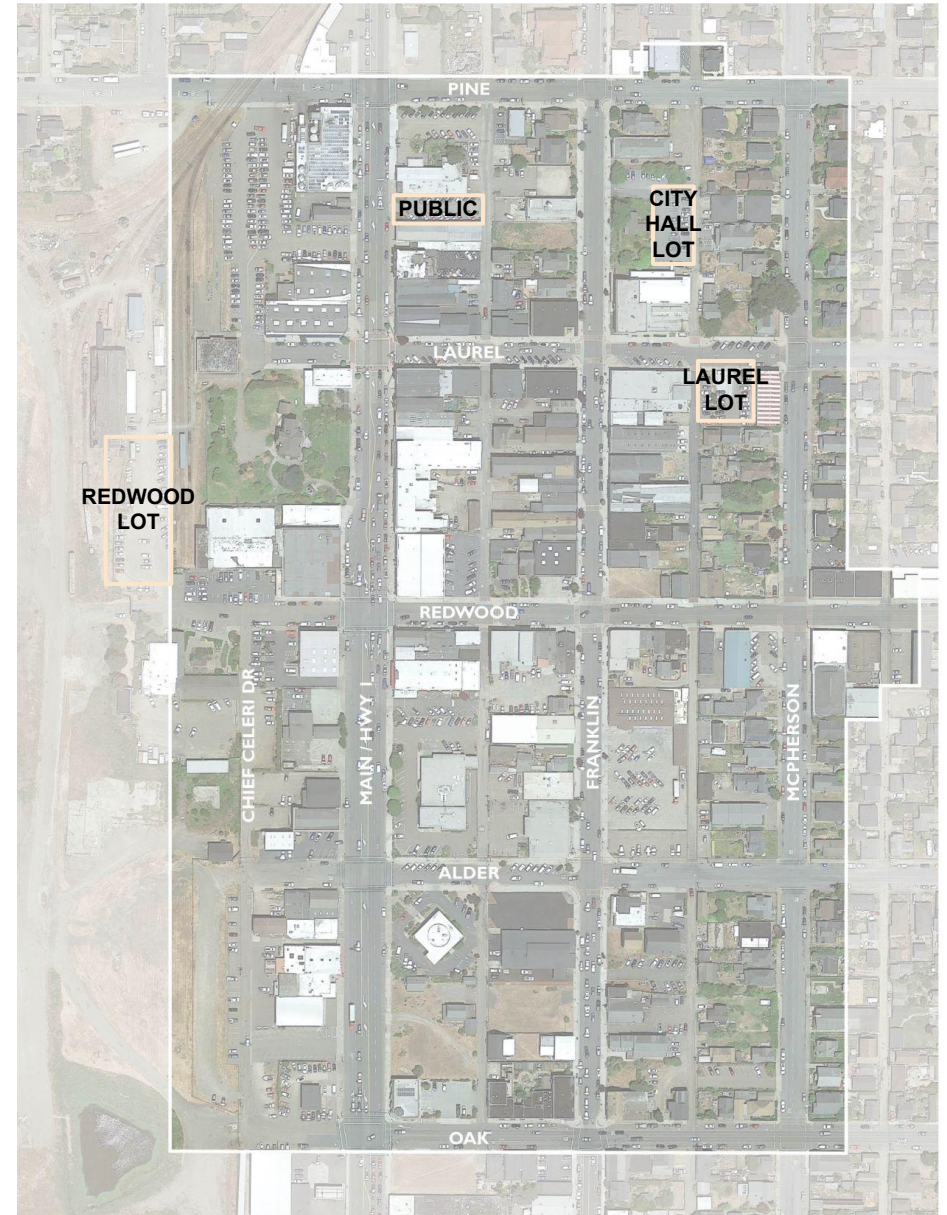 PINE
PUBLIC
CITY
HALL
LOT
LAUREL
LAUREL
LOT
REDWOOD
LOT
REDWOOD
CHIEF CELERI DR
MAIN / HWY 1
FRANKLIN
MCPHERSON
ALDER
OAK